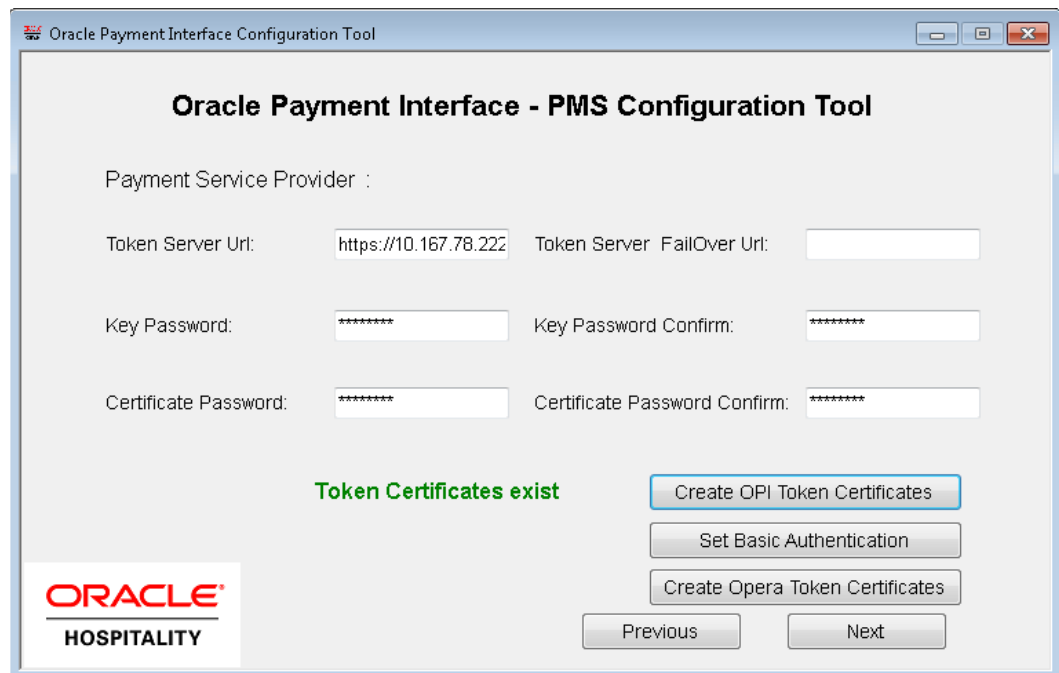 Oracle Payment Interface Configuration Tool
Oracle Payment Interface - PMS Configuration Tool
Payment Service Provider :
Token Server Url: https://10.167.78.222 Token Server FailOver Url:
Key Password: ******** Key Password Confirm: ********
Certificate Password: ******** Certificate Password Confirm: ********
Token Certificates exist Create OPI Token Certificates
Set Basic Authentication
Create Opera Token Certificates
ORACLE
HOSPITALITY
Previous Next